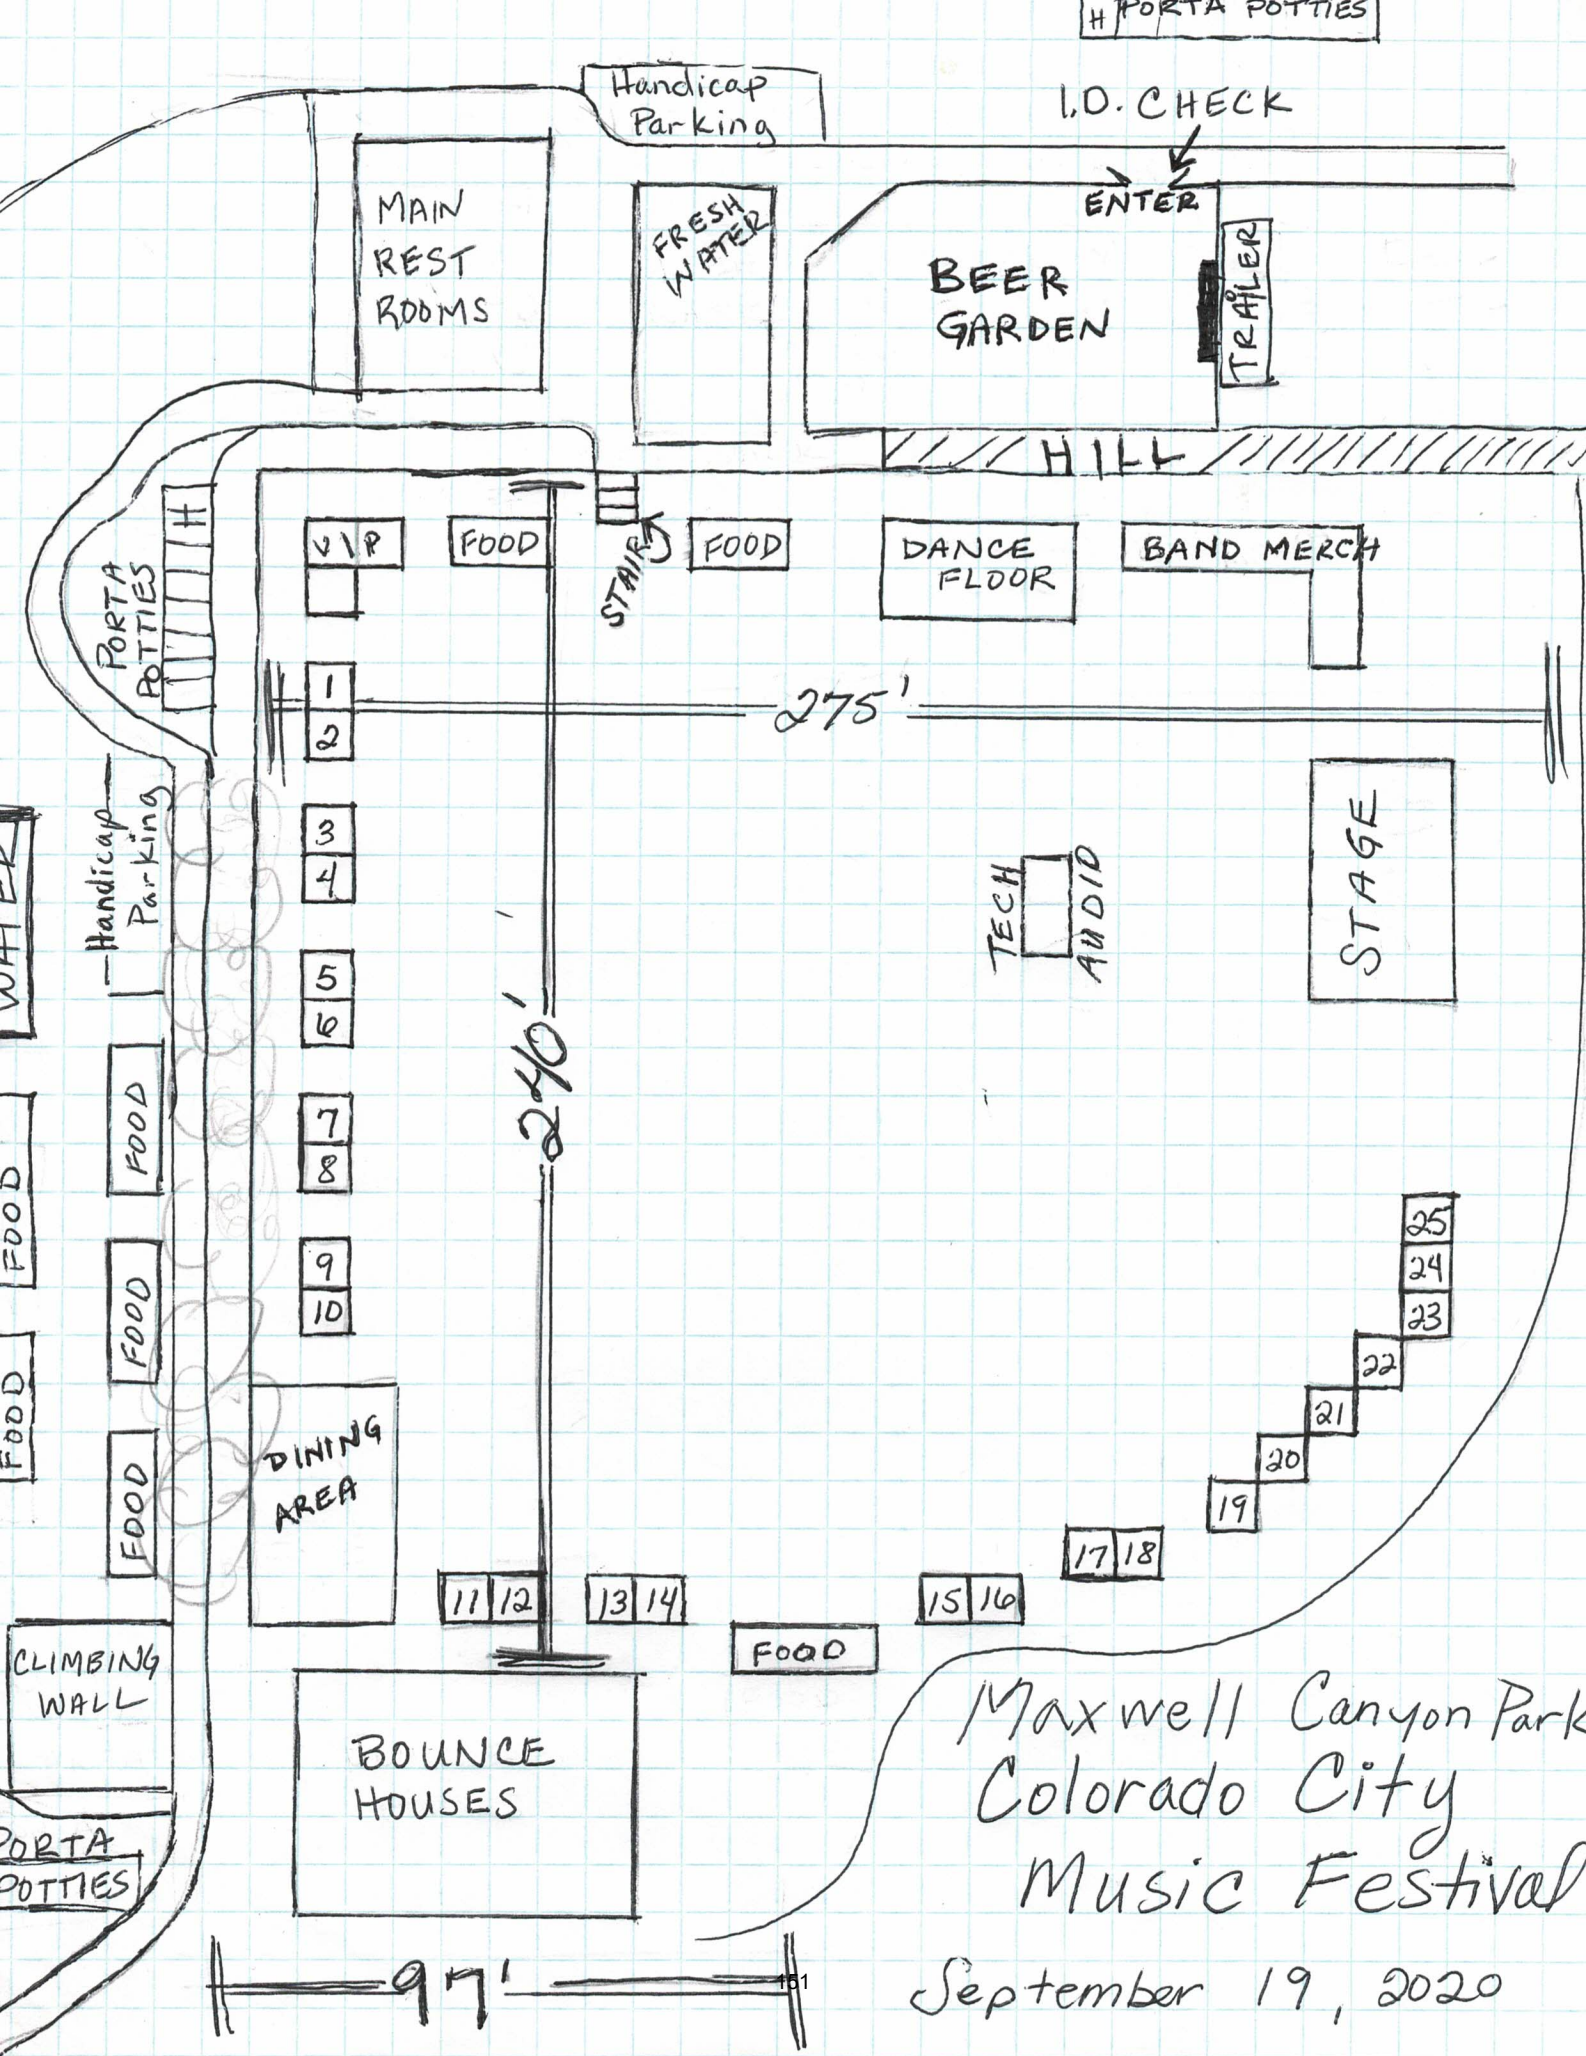 H PORTA POTTIES
Handicap
Parking
I.D. CHECK
MAIN
REST
ROOMS
FRESH
WATER
ENTER
BEER
GARDEN
TRAILER
HILL
H
PORTA
POTTIES
VIP
FOOD
STAIR
FOOD
DANCE
FLOOR
BAND MERCH
1
2
275'
3
4
Handicap
Parking
WATER
TECH
AUDIO
STAGE
5
6
240'
7
8
FOOD
FOOD
9
10
FOOD
FOOD
FOOD
25
24
23
22
21
20
19
17 18
DINING
AREA
11 12
13 14
15 16
FOOD
CLIMBING
WALL
BOUNCE
HOUSES
PORTA
POTTIES
Maxwell Canyon Park
Colorado City
Music Festival
September 19, 2020
97'
151